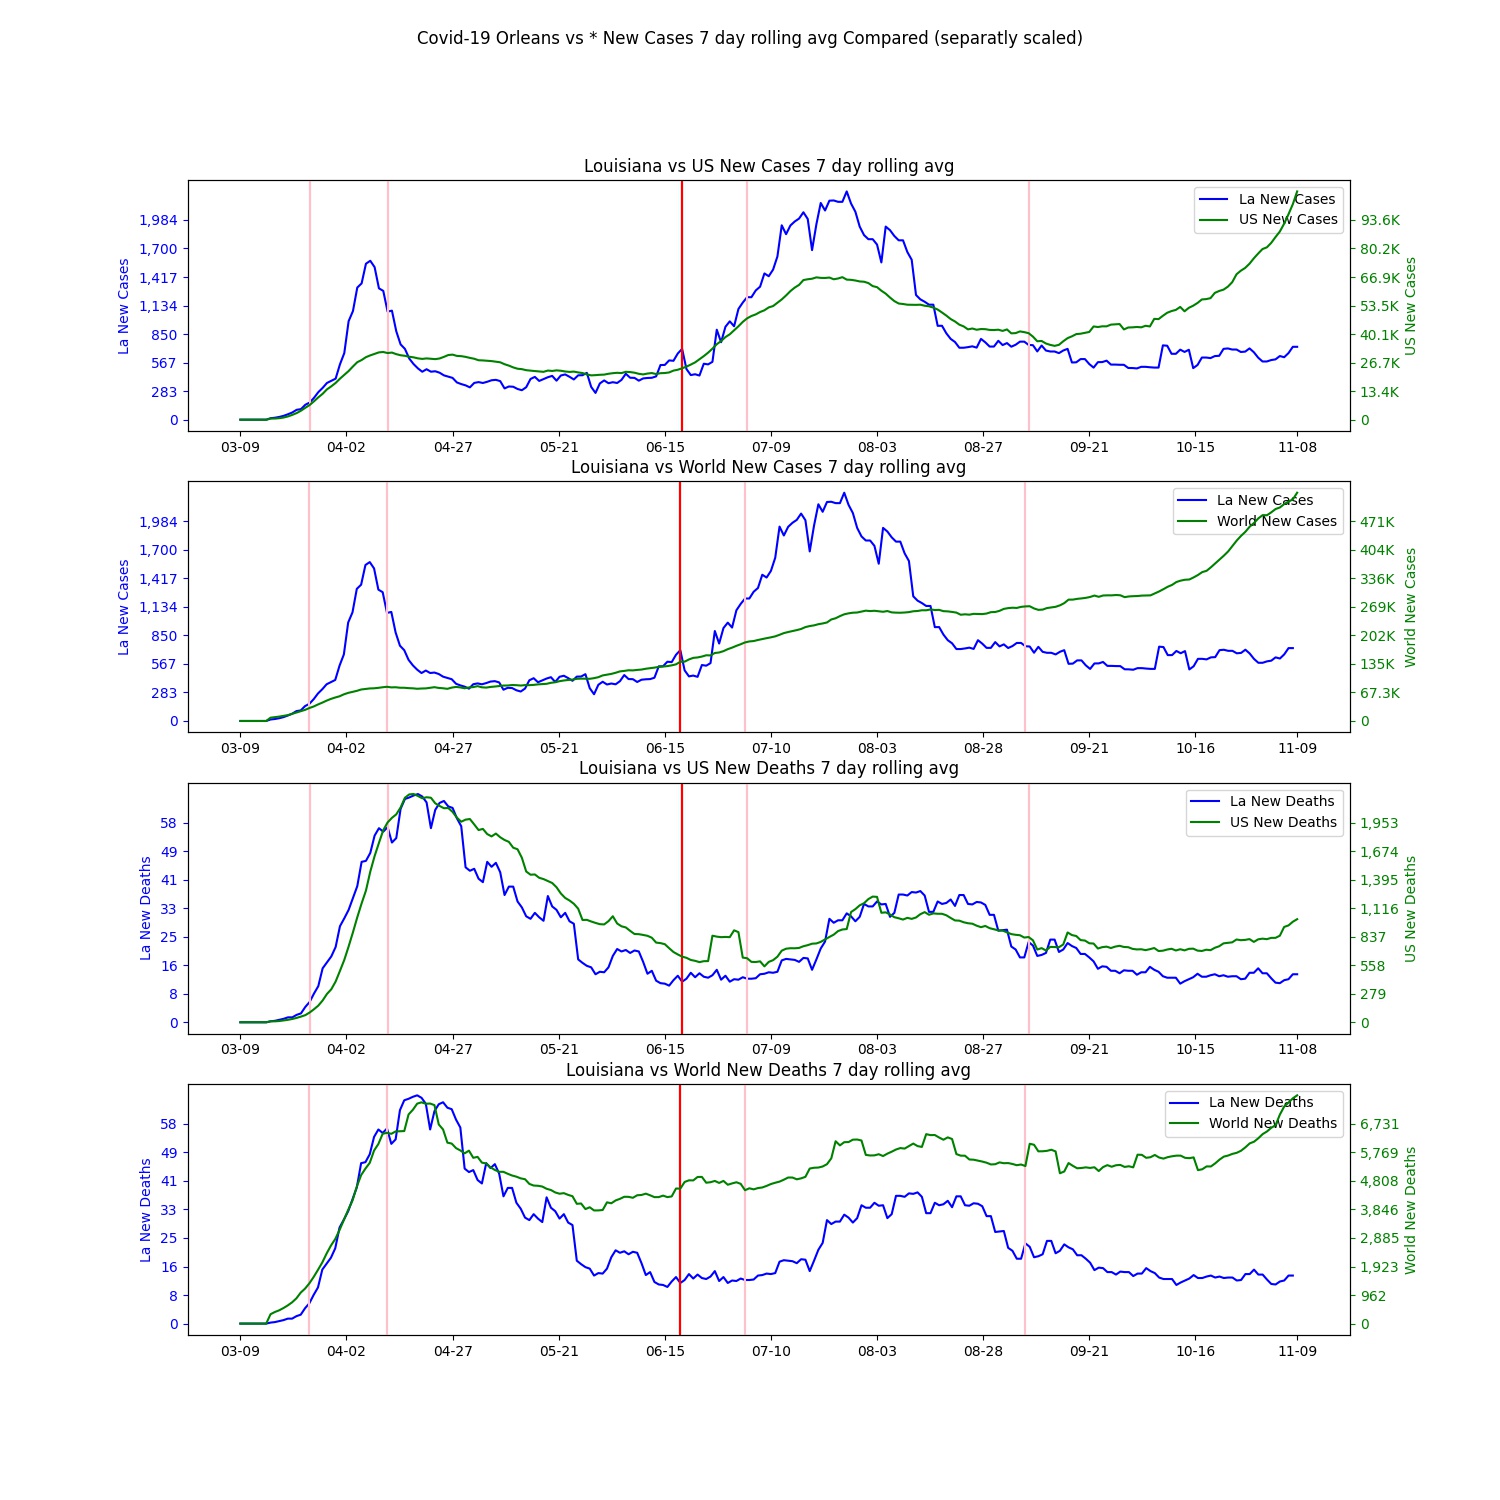 Covid-19 Orleans vs * New Cases 7 day rolling avg Compared (separatly scaled)
Louisiana vs US New Cases 7 day rolling avg
La New Cases
US New Cases
1,984
1,700
1,417
1,134
850
567
283
0
La New Cases
93.6K
80.2K
66.9K
53.5K
40.1K
26.7K
13.4K
0
US New Cases
03-09 04-02 04-27 05-21 06-15 07-09 08-03 08-27 09-21 10-15 11-08
Louisiana vs World New Cases 7 day rolling avg
La New Cases
World New Cases
1,984
1,700
1,417
1,134
850
567
283
0
La New Cases
471K
404K
336K
269K
202K
135K
67.3K
0
World New Cases
03-09 04-02 04-27 05-21 06-15 07-10 08-03 08-28 09-21 10-16 11-09
Louisiana vs US New Deaths 7 day rolling avg
La New Deaths
US New Deaths
58
49
41
33
25
16
8
0
La New Deaths
1,953
1,674
1,395
1,116
837
558
279
0
US New Deaths
03-09 04-02 04-27 05-21 06-15 07-09 08-03 08-27 09-21 10-15 11-08
Louisiana vs World New Deaths 7 day rolling avg
La New Deaths
World New Deaths
58
49
41
33
25
16
8
0
La New Deaths
6,731
5,769
4,808
3,846
2,885
1,923
962
0
World New Deaths
03-09 04-02 04-27 05-21 06-15 07-10 08-03 08-28 09-21 10-16 11-09